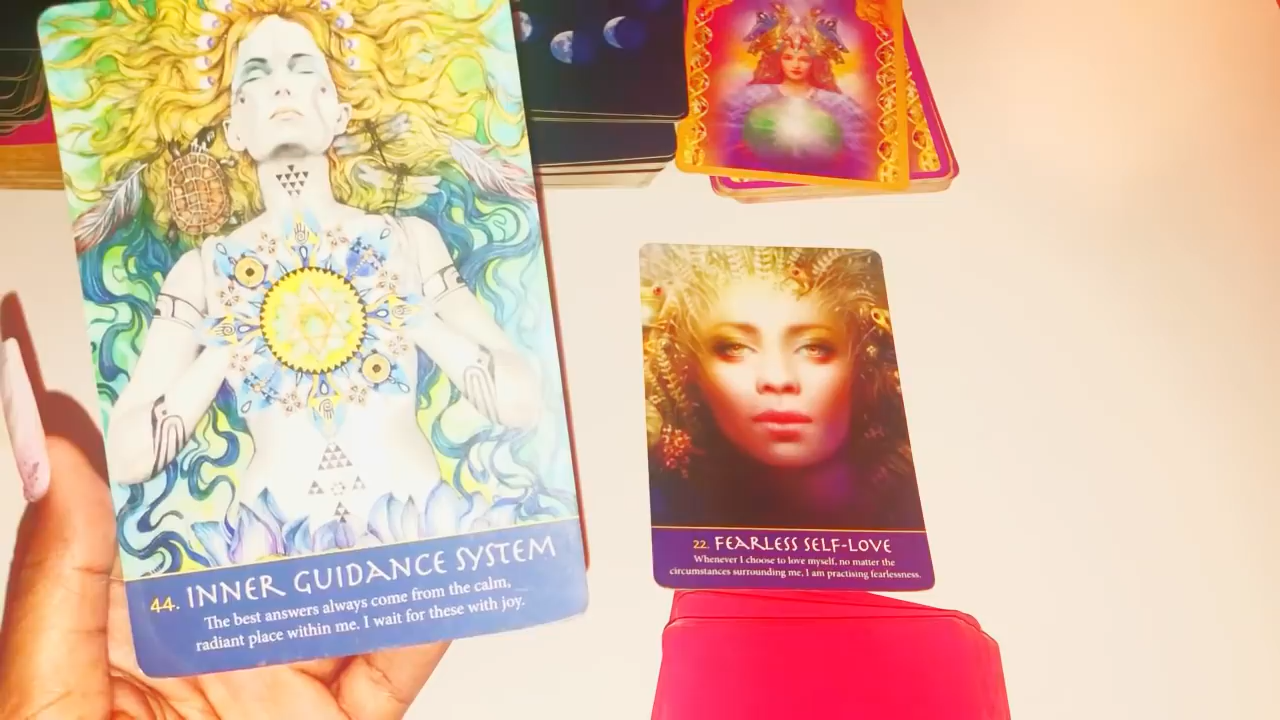 44. INNER GUIDANCE SYSTEM
The best answers always come from the calm,
radiant place within me. I wait for these with joy.
22. FEARLESS SELF-LOVE
Whenever I choose to love myself, no matter the
circumstances surrounding me, I am practising fearlessness.